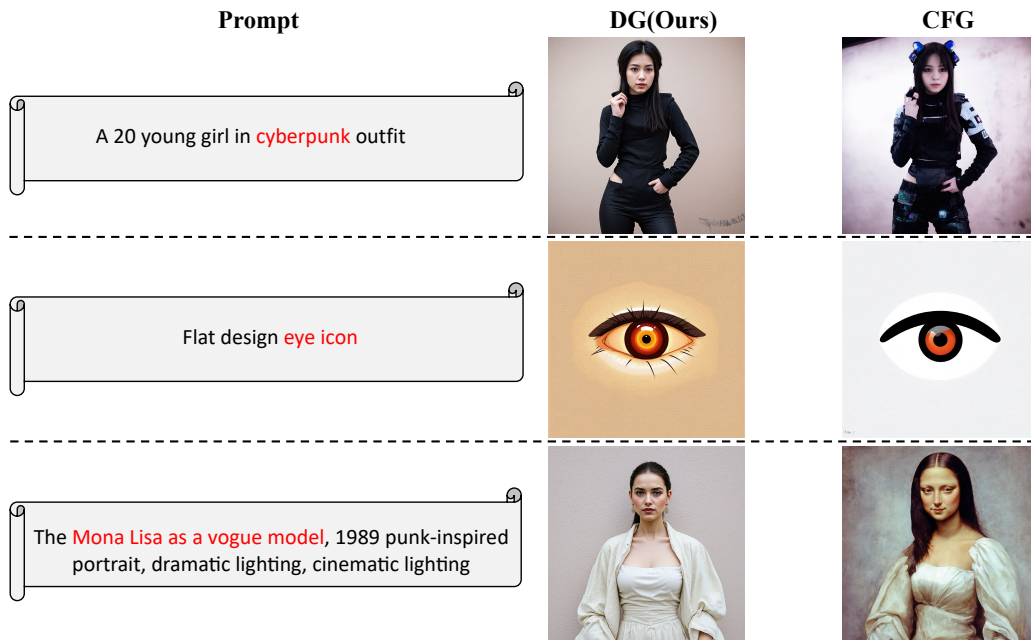 Prompt
DG(Ours)
CFG
A 20 young girl in cyberpunk outfit
Flat design eye icon
The Mona Lisa as a vogue model, 1989 punk-inspired
portrait, dramatic lighting, cinematic lighting